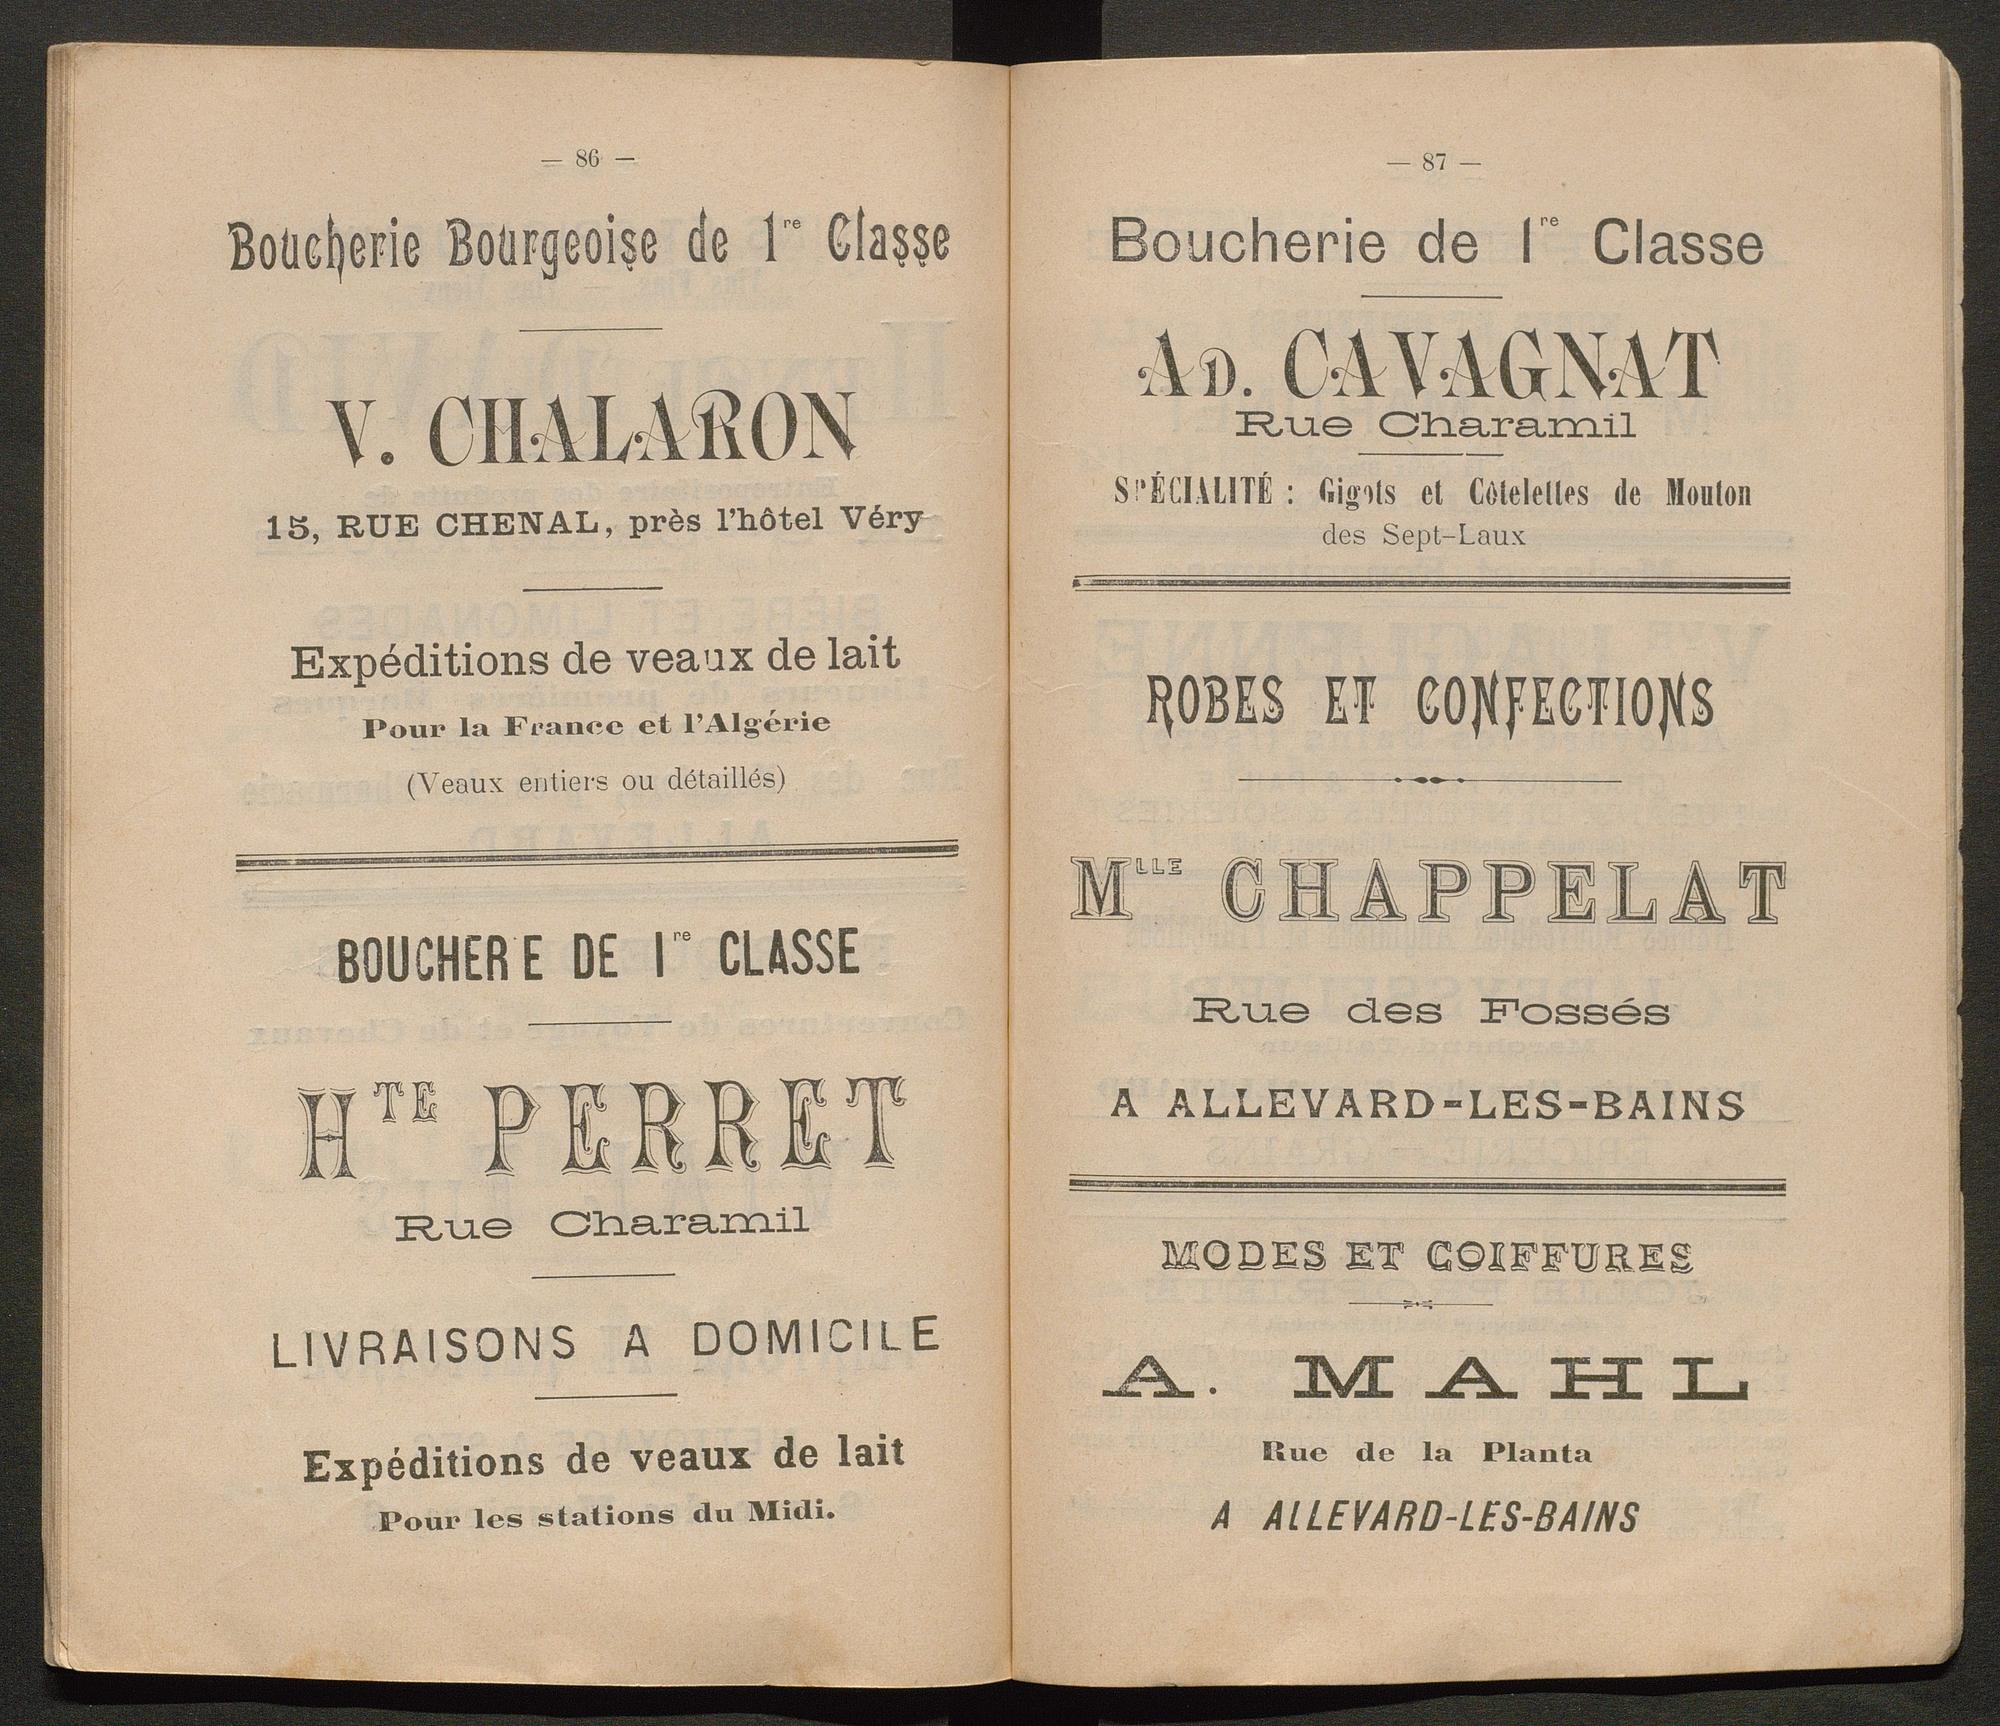 — 86 —
Boucherie Bourgeoise de 1re Classe
V. CHALARON
15, RUE CHENAL, près l'hôtel Véry
Expéditions de veaux de lait
Pour la France et l'Algérie
(Veaux entiers ou détaillés)
BOUCHERIE DE 1re CLASSE
HTE PERRET
Rue Charamil
LIVRAISONS A DOMICILE
Expéditions de veaux de lait
Pour les stations du Midi.
— 87 —
Boucherie de 1re Classe
AD. CAVAGNAT
Rue Charamil
SPÉCIALITÉ : Gigots et Côtelettes de Mouton
des Sept-Laux
ROBES ET CONFECTIONS
MLLE CHAPPELAT
Rue des Fossés
A ALLEVARD-LES-BAINS
MODES ET COIFFURES
A. MAHL
Rue de la Planta
A ALLEVARD-LES-BAINS